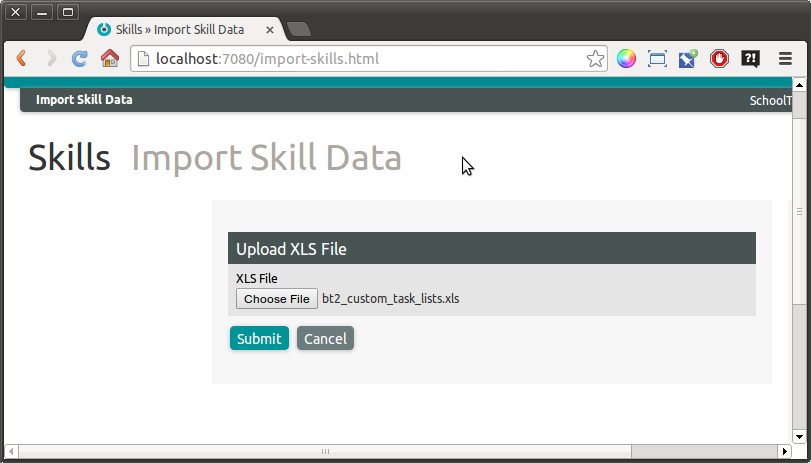 Skills » Import Skill Data
localhost:7080/import-skills.html
?!
Import Skill Data
SchoolT
Skills Import Skill Data
Upload XLS File
XLS File
Choose File bt2_custom_task_lists.xls
Submit Cancel